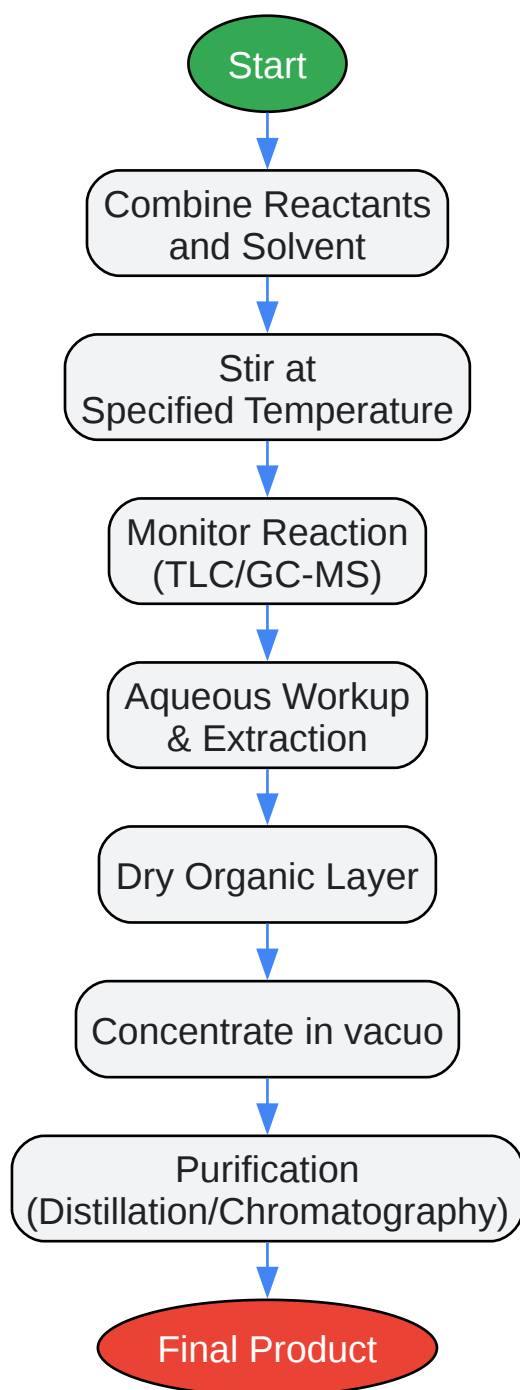 Start
Combine Reactants
and Solvent
Stir at
Specified Temperature
Monitor Reaction
(TLC/GC-MS)
Aqueous Workup
& Extraction
Dry Organic Layer
Concentrate in vacuo
Purification
(Distillation/Chromatography)
Final Product